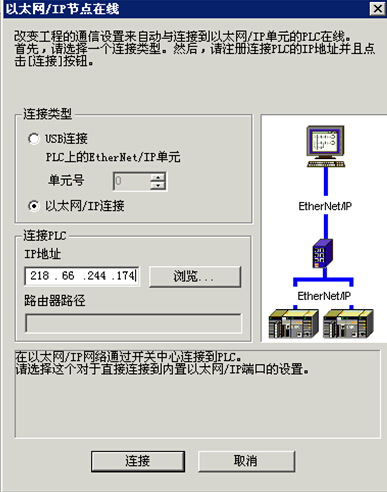 以太网/IP节点在线
改变工程的通信设置来自动与连接到以太网/IP单元的PLC在线。
首先，请选择一个连接类型。然后，请注册连接PLC的IP地址并且点
击[连接]按钮。
连接类型
USB连接
PLC上的EtherNet/IP单元
单元号
0
以太网/IP连接
连接PLC
IP地址
218 . 66 .244 .174
浏览...
路由器路径
EtherNet/IP
EtherNet/IP
在以太网/IP网络通过开关中心连接到PLC。
请选择这个对于直接连接到内置以太网/IP端口的设置。
连接
取消